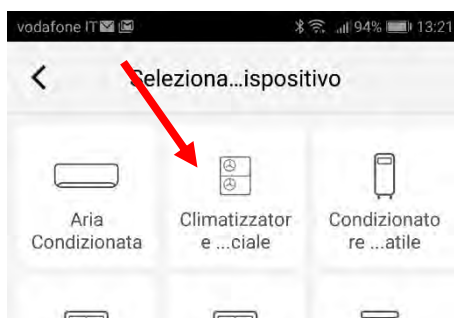 vodafone IT 94% 13:21
Seleziona...ispositivo
Aria
Condizionata
Climatizzator
e ...ciale
Condizionato
re ...atile